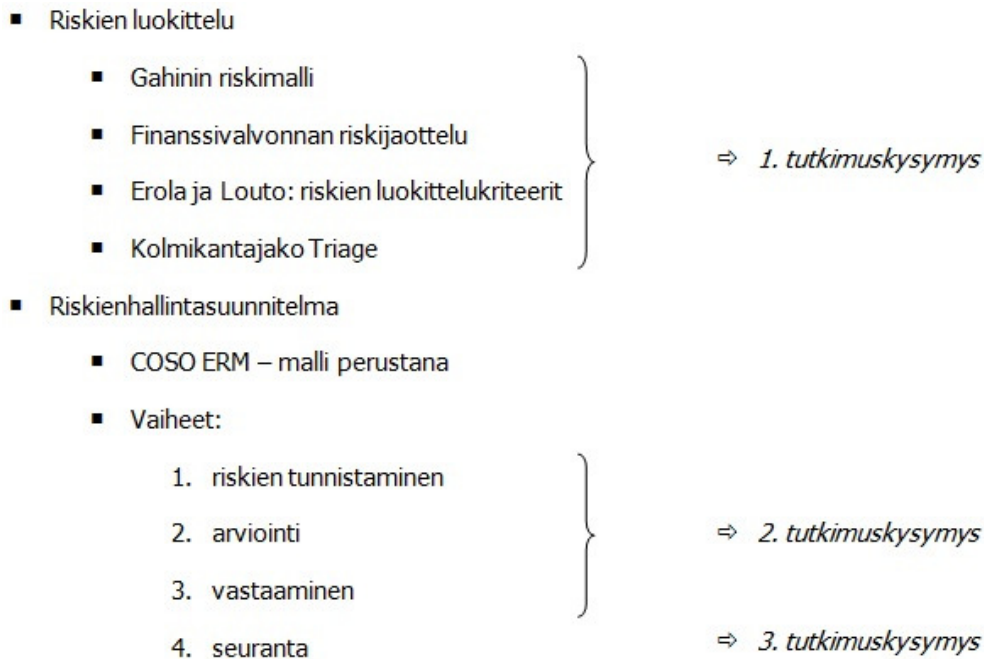 ▪ Riskien luokittelu
▪ Gahinin riskimalli
▪ Finanssivalvonnan riskijaottelu
⇨ 1. tutkimuskysymys
▪ Erola ja Louto: riskien luokittelukriteerit
▪ Kolmikantajako Triage
▪ Riskienhallintasuunnitelma
▪ COSO ERM – malli perustana
▪ Vaiheet:
1. riskien tunnistaminen
2. arviointi ⇨ 2. tutkimuskysymys
3. vastaaminen
4. seuranta ⇨ 3. tutkimuskysymys